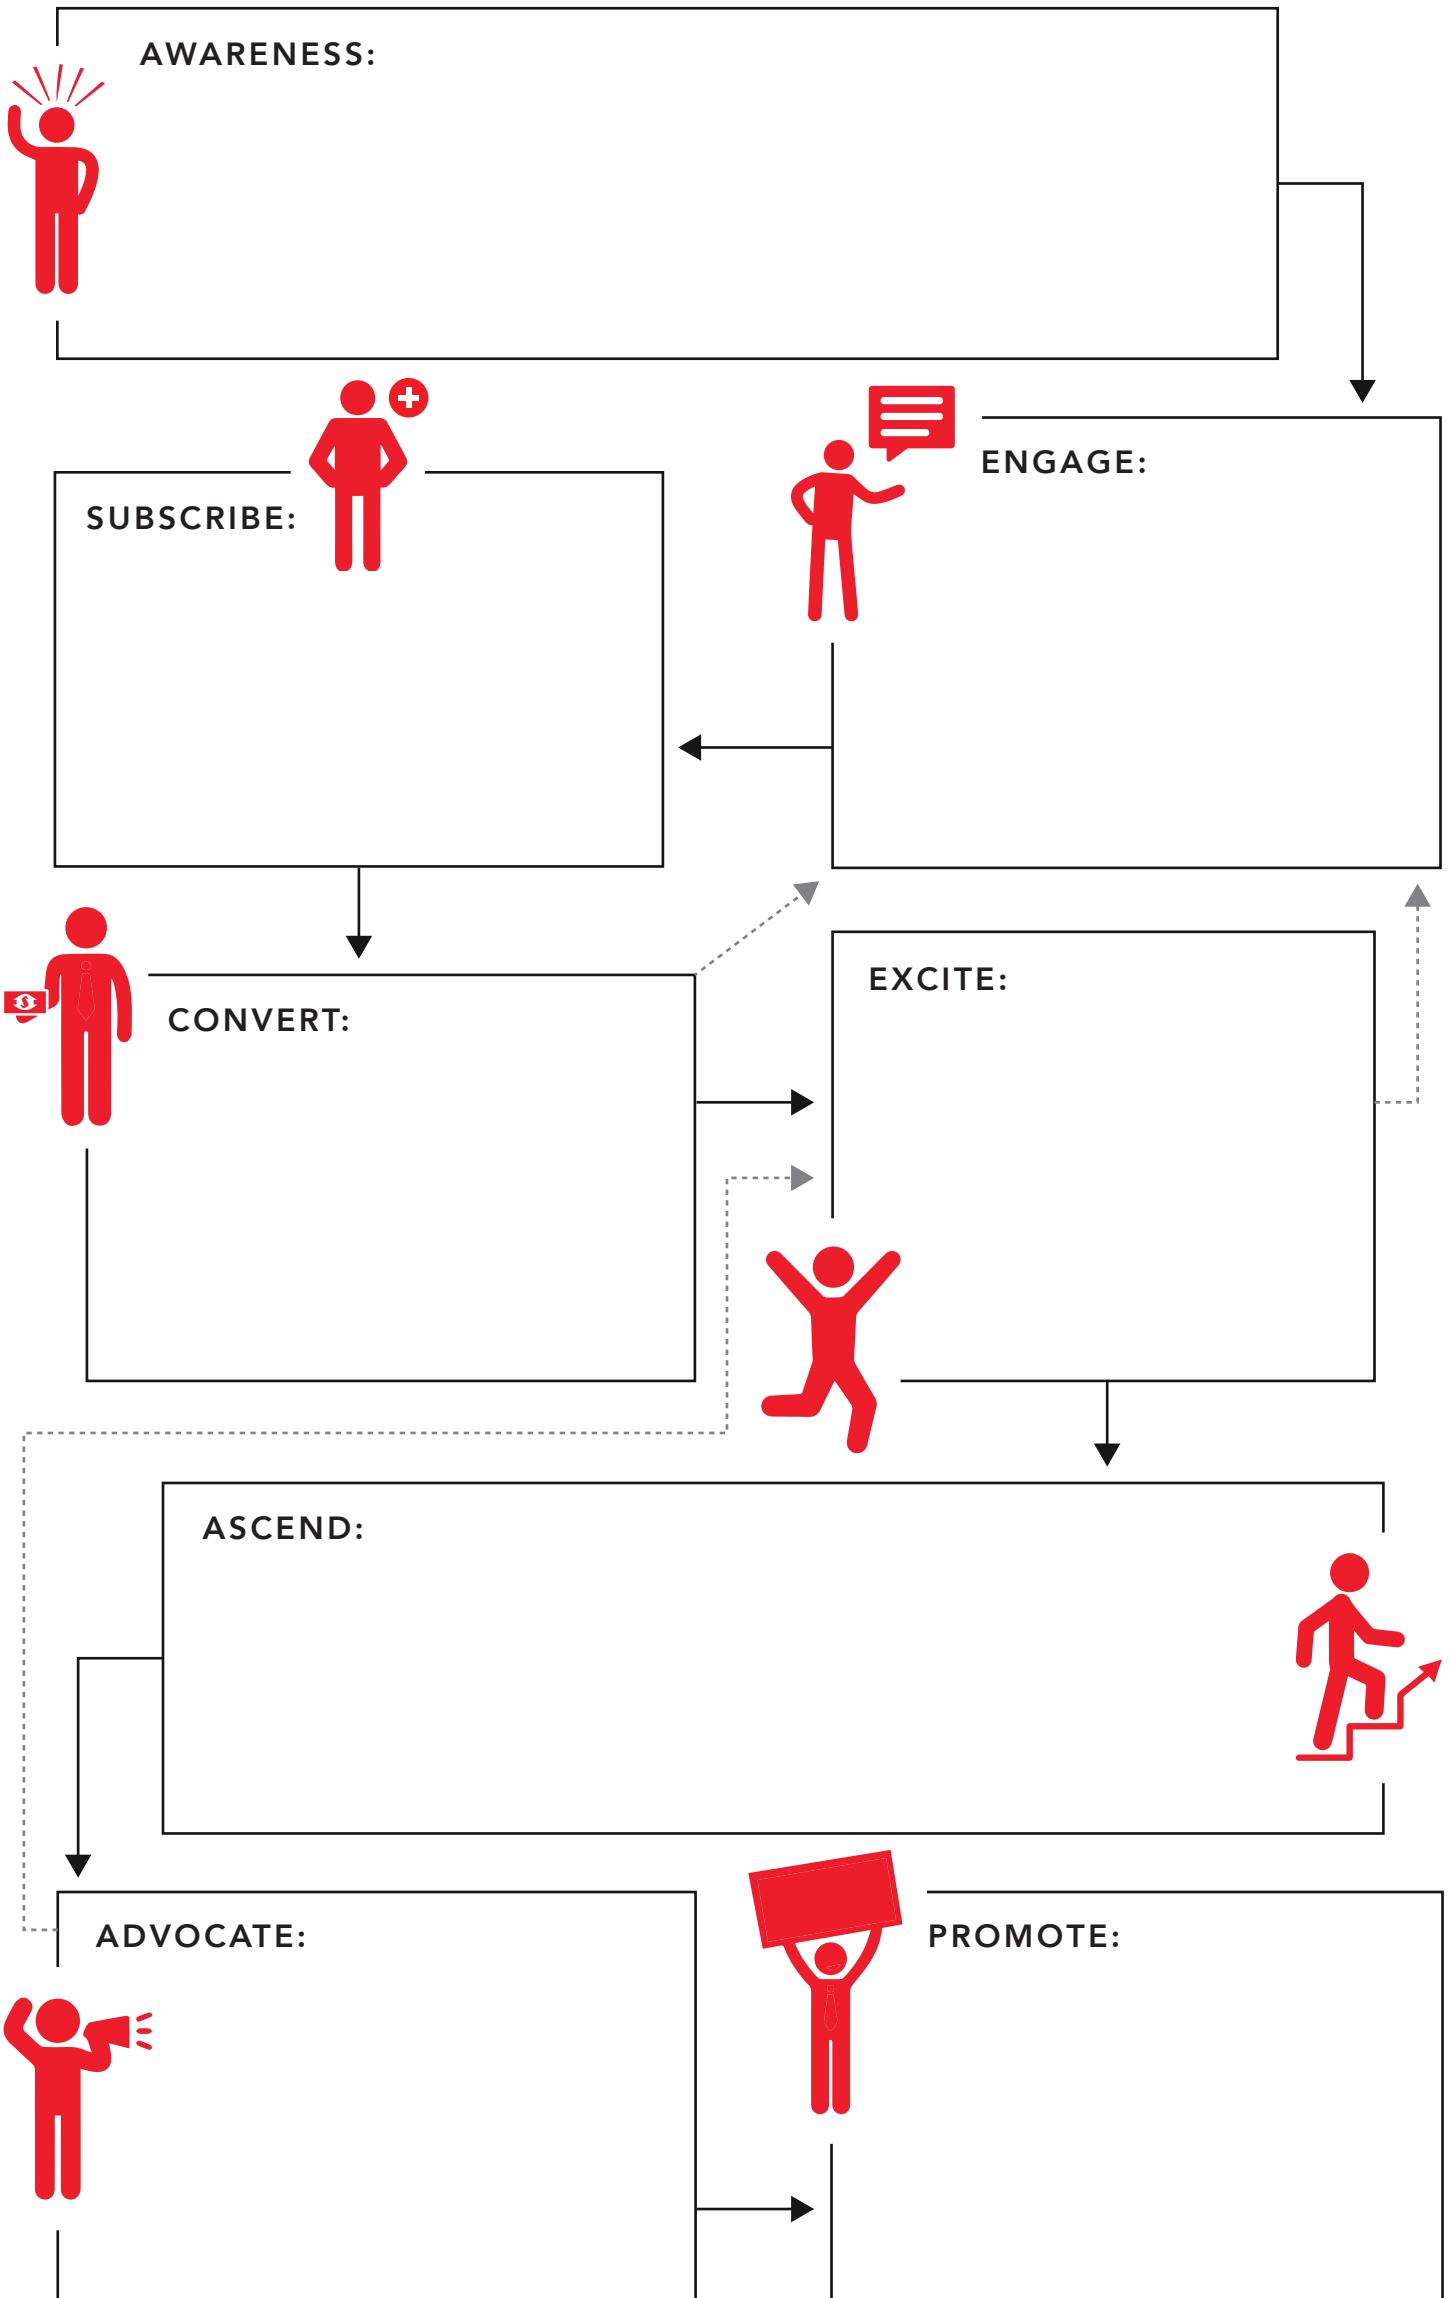 AWARENESS:
ENGAGE:
SUBSCRIBE:
CONVERT:
EXCITE:
ASCEND:
ADVOCATE:
PROMOTE: